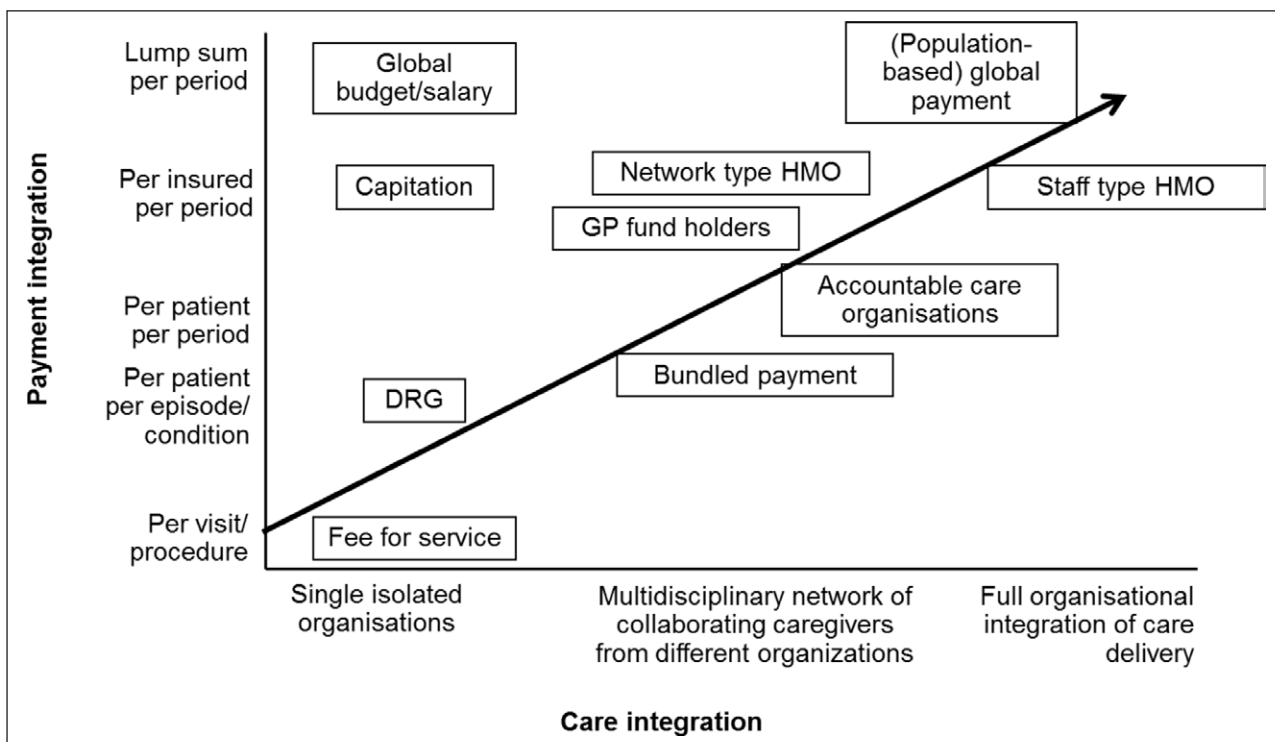 Payment integration
Lump sum
per period
Per insured
per period
Per patient
per period
Per patient
per episode/
condition
Per visit/
procedure
Global
budget/salary
(Population-
based) global
payment
Capitation
Network type HMO
Staff type HMO
GP fund holders
Accountable care
organisations
Bundled payment
DRG
Fee for service
Single isolated
organisations
Multidisciplinary network of
collaborating caregivers
from different organizations
Full organisational
integration of care
delivery
Care integration